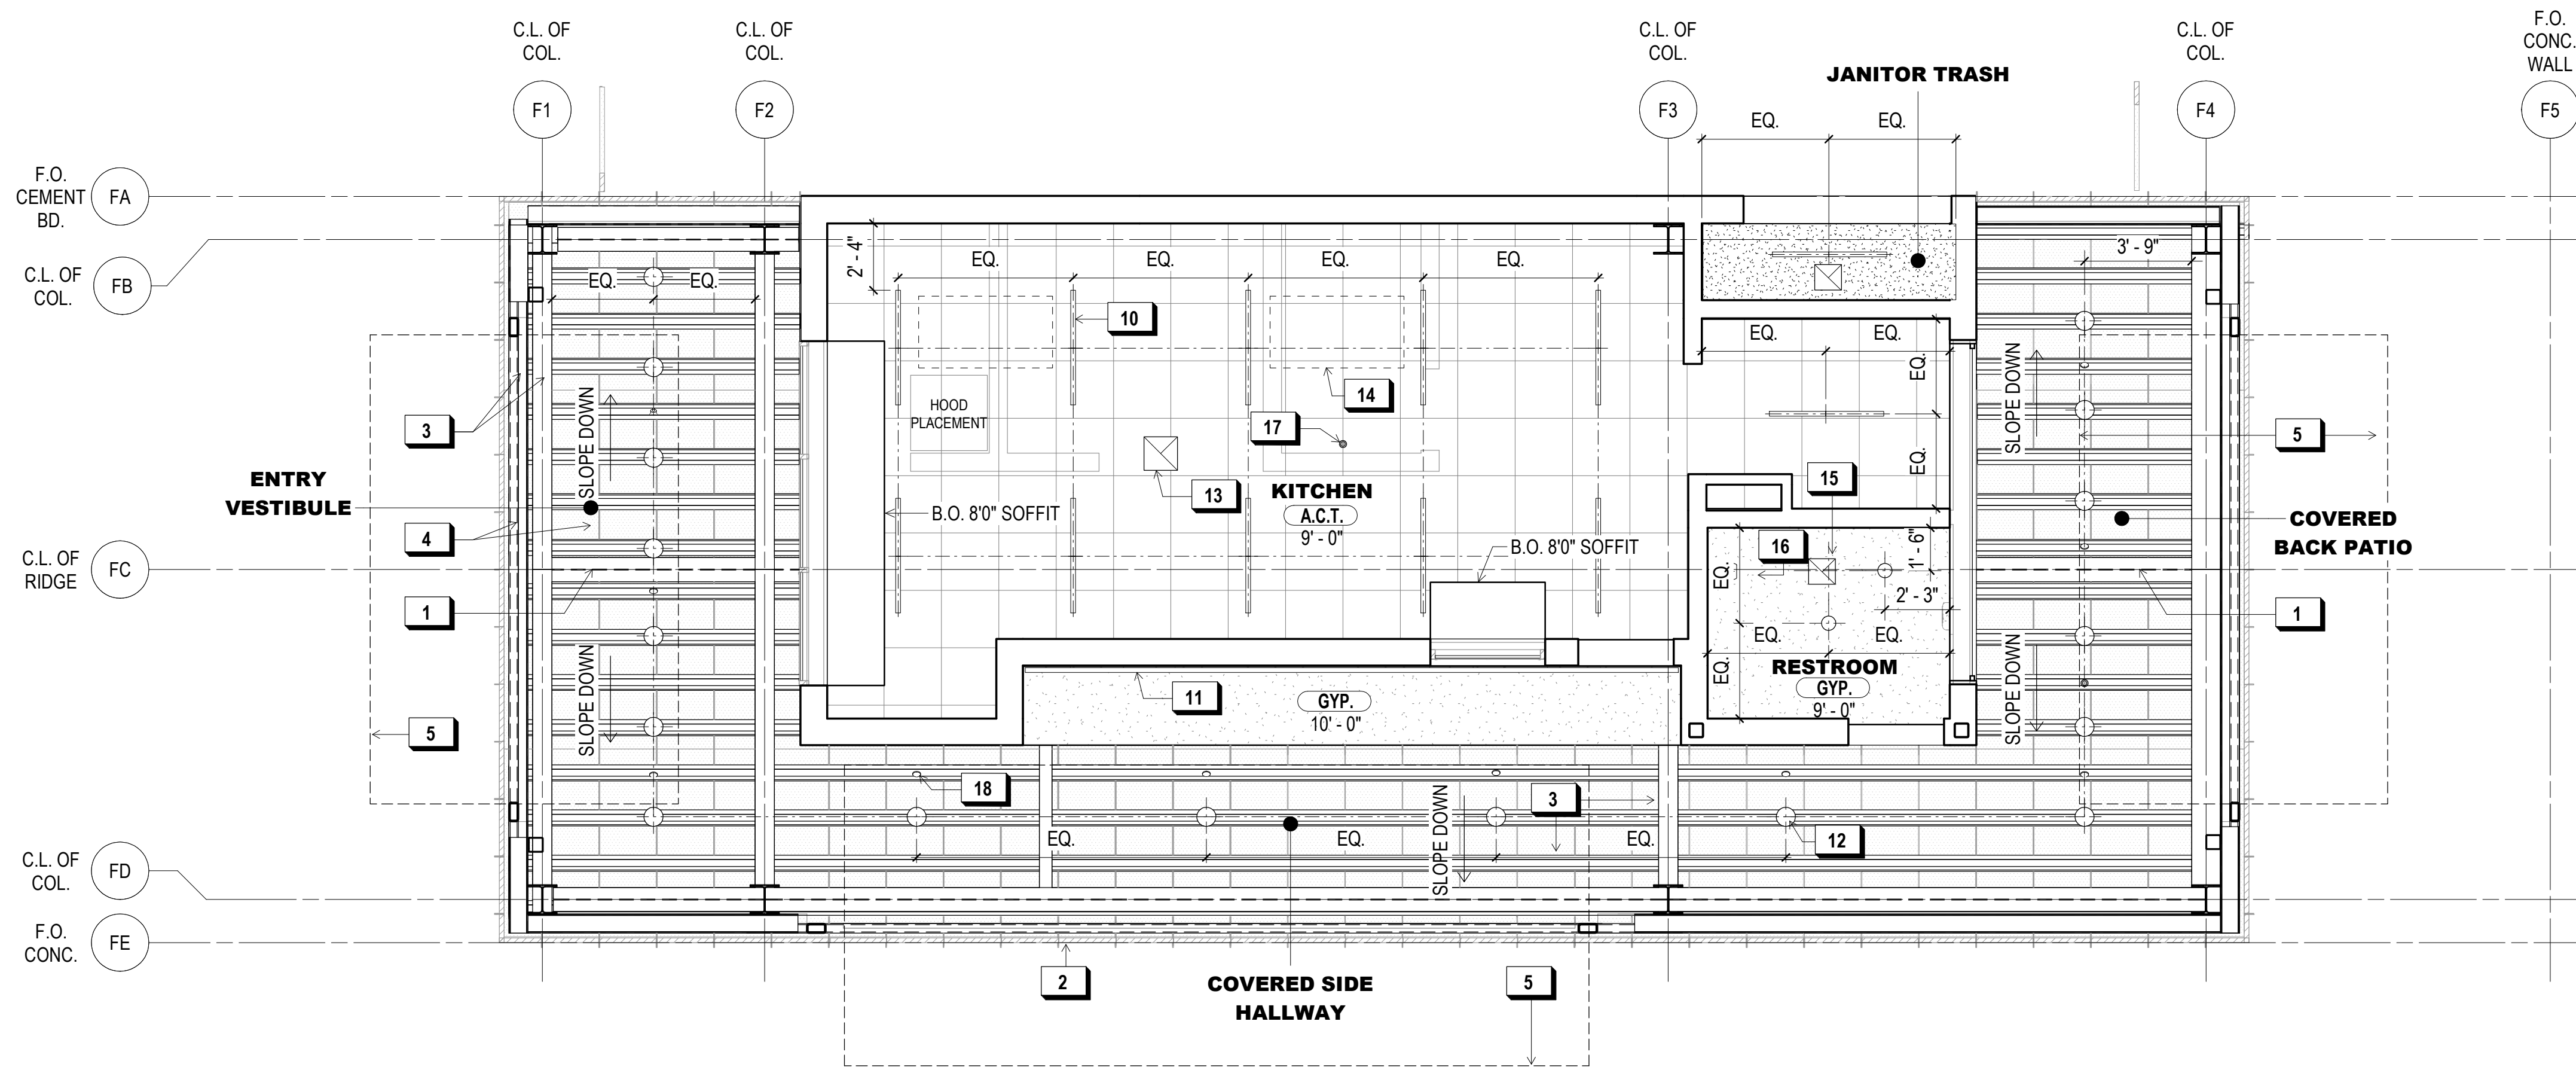 C.L. OF
COL.
F1
C.L. OF
COL.
F2
C.L. OF
COL.
F3
C.L. OF
COL.
F4
F.O.
CONC.
WALL
F5
JANITOR TRASH
EQ.
EQ.
F.O.
CEMENT
BD.
FA
C.L. OF
COL.
FB
EQ.
EQ.
2' - 4"
EQ.
EQ.
EQ.
EQ.
3' - 9"
10
EQ.
EQ.
EQ.
EQ.
3
SLOPE DOWN
HOOD
PLACEMENT
14
17
SLOPE DOWN
5
ENTRY
VESTIBULE
13
KITCHEN
A.C.T.
9' - 0"
15
B.O. 8'0" SOFFIT
B.O. 8'0" SOFFIT
COVERED
BACK PATIO
4
16
1' - 6"
EQ.
2' - 3"
C.L. OF
RIDGE
FC
1
1
EQ.
EQ.
EQ.
RESTROOM
GYP.
9' - 0"
SLOPE DOWN
SLOPE DOWN
11
GYP.
10' - 0"
5
18
3
SLOPE DOWN
12
EQ.
EQ.
EQ.
C.L. OF
COL.
FD
F.O.
CONC.
FE
2
COVERED SIDE
HALLWAY
5